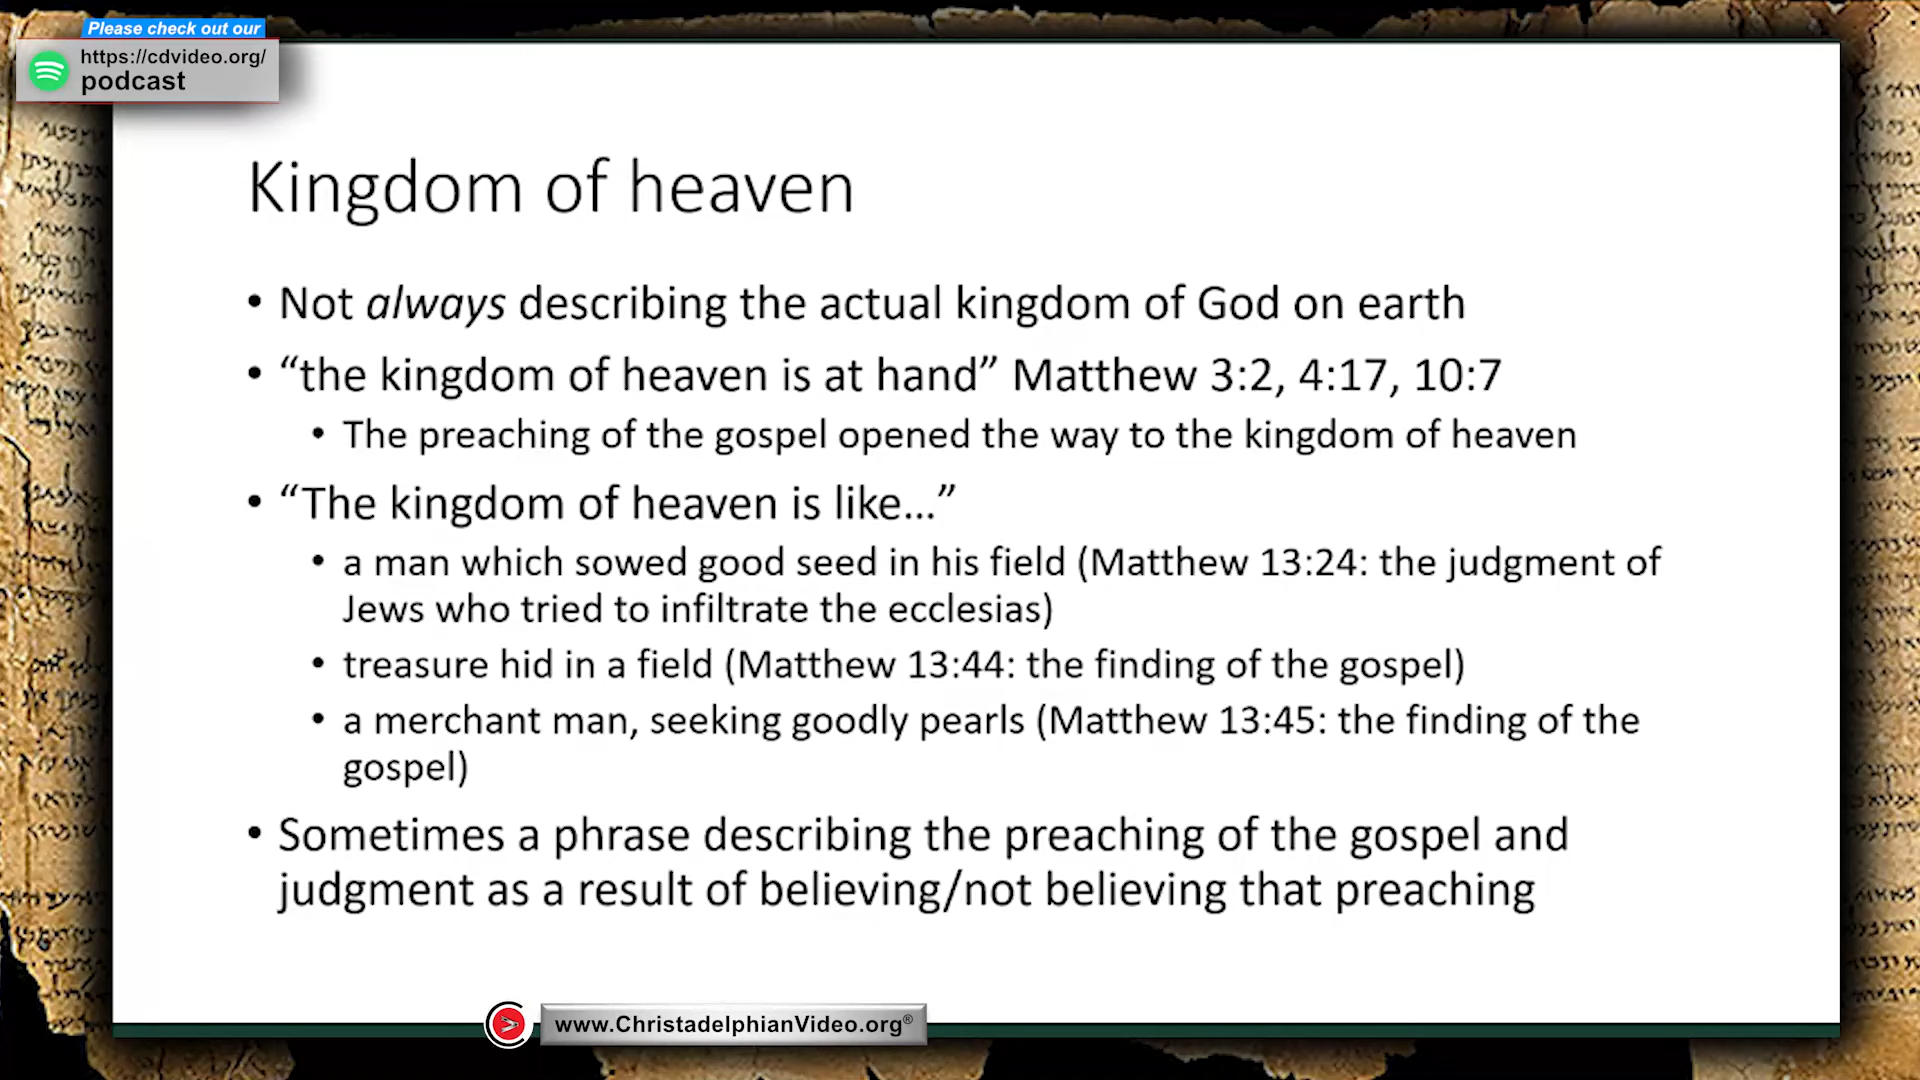 Please check out our
https://cdvideo.org/
podcast
Kingdom of heaven
• Not always describing the actual kingdom of God on earth
• “the kingdom of heaven is at hand” Matthew 3:2, 4:17, 10:7
• The preaching of the gospel opened the way to the kingdom of heaven
• “The kingdom of heaven is like...”
• a man which sowed good seed in his field (Matthew 13:24: the judgment of
Jews who tried to infiltrate the ecclesias)
• treasure hid in a field (Matthew 13:44: the finding of the gospel)
• a merchant man, seeking goodly pearls (Matthew 13:45: the finding of the
gospel)
• Sometimes a phrase describing the preaching of the gospel and
judgment as a result of believing/not believing that preaching
www.ChristadelphianVideo.org®